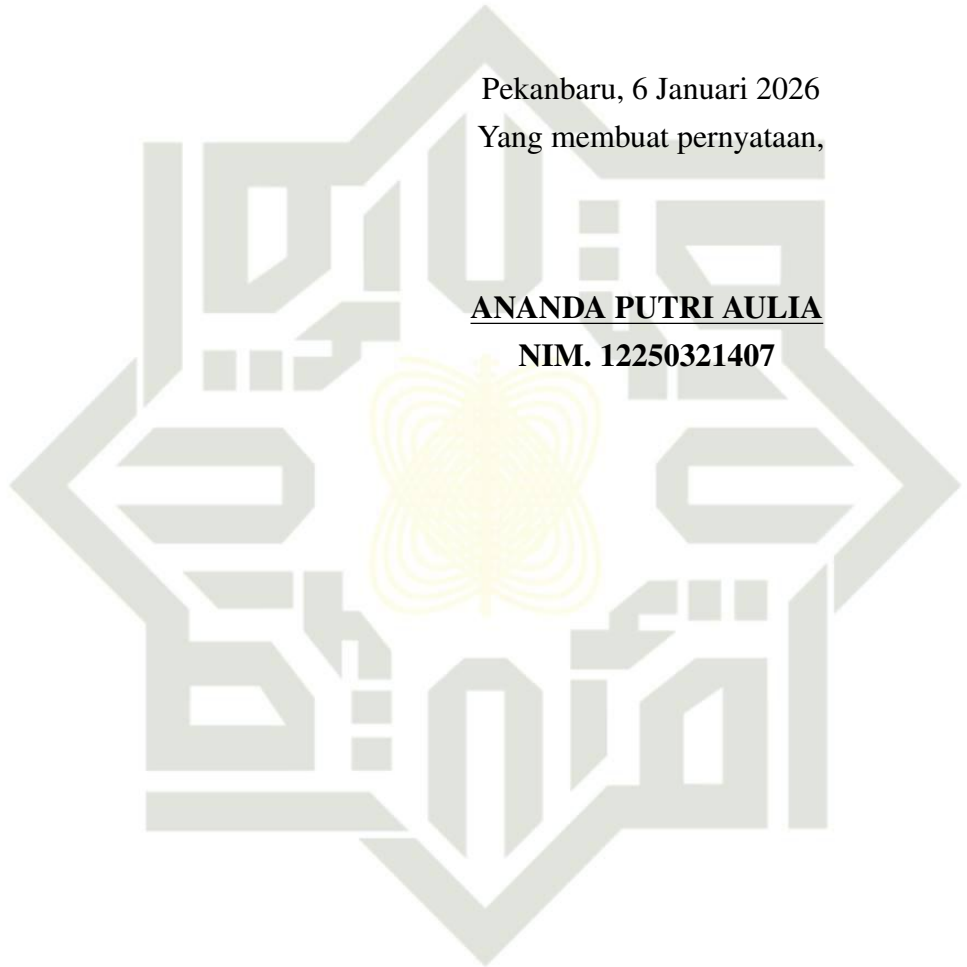 Pekanbaru, 6 Januari 2026
Yang membuat pernyataan,
ANANDA PUTRI AULIA
NIM. 12250321407